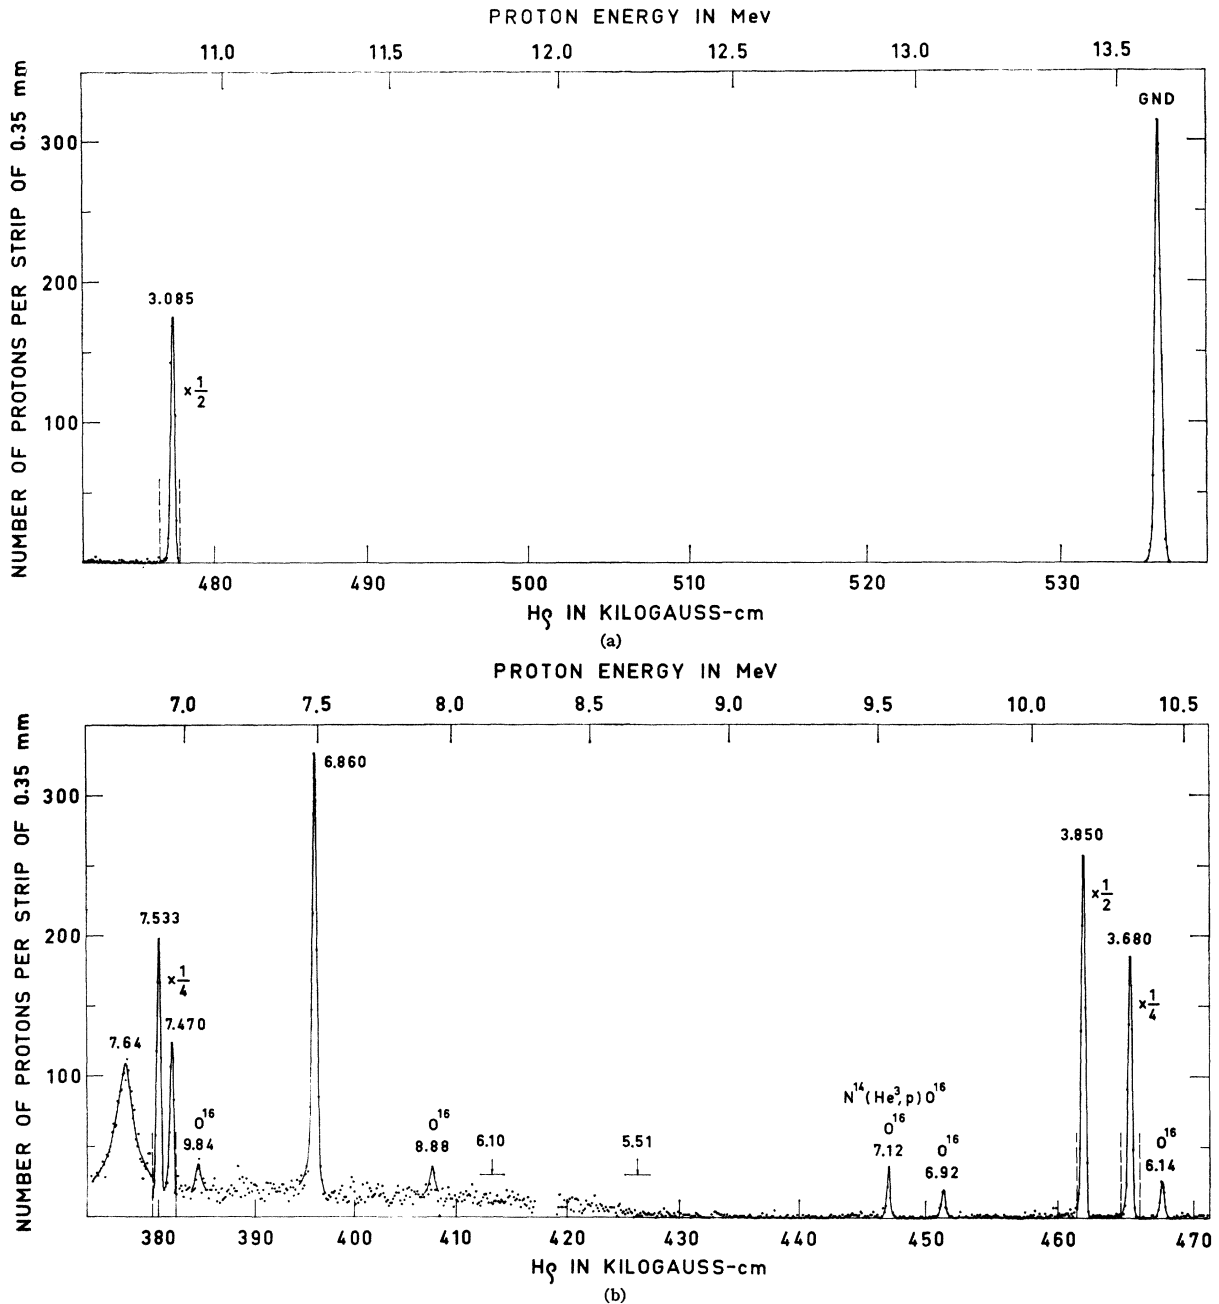 PROTON ENERGY IN MeV
11.0 11.5 12.0 12.5 13.0 13.5
NUMBER OF PROTONS PER STRIP OF 0.35 mm
300
200
100
GND
3.085
×1/2
480 490 500 510 520 530
Hρ IN KILOGAUSS-cm
(a)
PROTON ENERGY IN MeV
7.0 7.5 8.0 8.5 9.0 9.5 10.0 10.5
NUMBER OF PROTONS PER STRIP OF 0.35 mm
300
200
100
6.860
3.850
×1/2
7.533
3.680
×1/4
×1/4
7.470
7.64
N¹⁴(He³,p)O¹⁶
O¹⁶
9.84
O¹⁶
8.88
6.10
5.51
O¹⁶
7.12
O¹⁶
6.92
O¹⁶
6.14
380 390 400 410 420 430 440 450 460 470
Hρ IN KILOGAUSS-cm
(b)